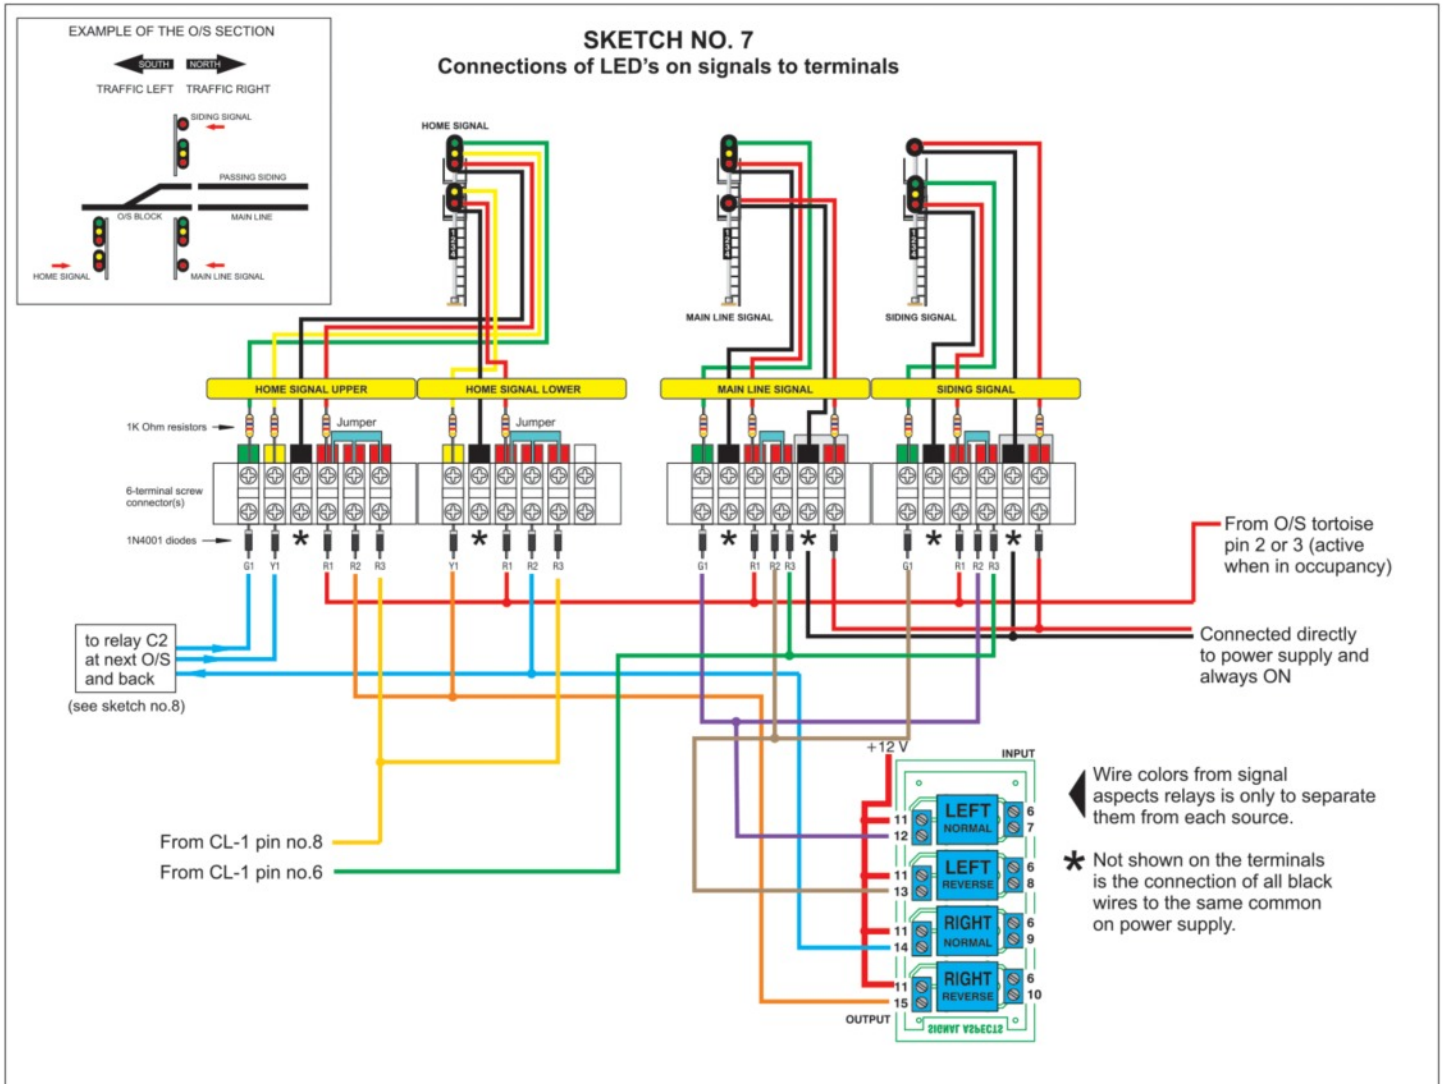 SKETCH NO. 7
Connections of LED's on signals to terminals
EXAMPLE OF THE O/S SECTION
SOUTH NORTH
TRAFFIC LEFT TRAFFIC RIGHT
SIDING SIGNAL
PASSING SIDING
O/S BLOCK
MAIN LINE
HOME SIGNAL
MAIN LINE SIGNAL
HOME SIGNAL
MAIN LINE SIGNAL
SIDING SIGNAL
HOME SIGNAL UPPER
HOME SIGNAL LOWER
MAIN LINE SIGNAL
SIDING SIGNAL
1K Ohm resistors
Jumper
Jumper
6-terminal screw
connector(s)
1N4001 diodes
* * * * * *
G1 Y1 R1 R2 R3
Y1 R1 R2 R3
G1 R1 R2 R3
G1 R1 R2 R3
From O/S tortoise
pin 2 or 3 (active
when in occupancy)
to relay C2
at next O/S
and back
(see sketch no.8)
Connected directly
to power supply and
always ON
From CL-1 pin no.8
From CL-1 pin no.6
+12 V
INPUT
11
12
LEFT
NORMAL
6
7
11
13
LEFT
REVERSE
6
8
11
14
RIGHT
NORMAL
6
9
11
15
RIGHT
REVERSE
6
10
OUTPUT
SIGNAL ASPECTS
Wire colors from signal
aspects relays is only to separate
them from each source.
* Not shown on the terminals
is the connection of all black
wires to the same common
on power supply.